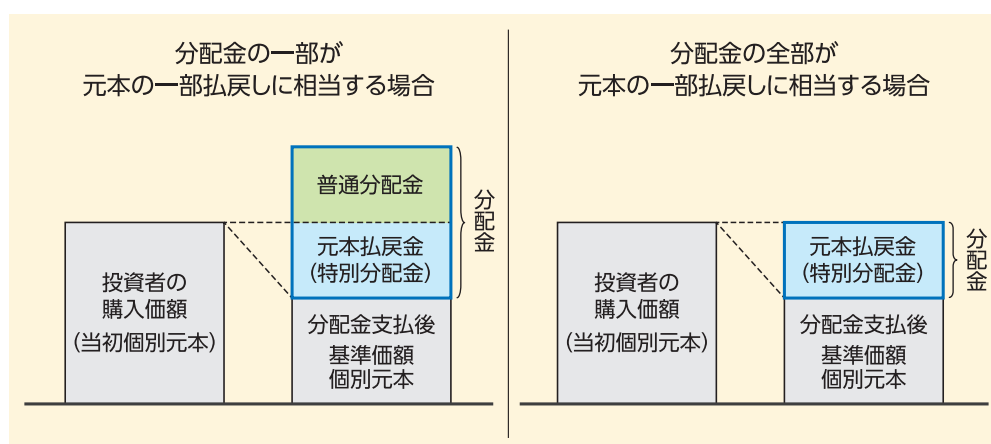 分配金の一部が
元本の一部払戻しに相当する場合
普通分配金
元本払戻金
(特別分配金)
分配金
投資者の
購入価額
(当初個別元本)
分配金支払後
基準価額
個別元本
分配金の全部が
元本の一部払戻しに相当する場合
元本払戻金
(特別分配金)
分配金
投資者の
購入価額
(当初個別元本)
分配金支払後
基準価額
個別元本